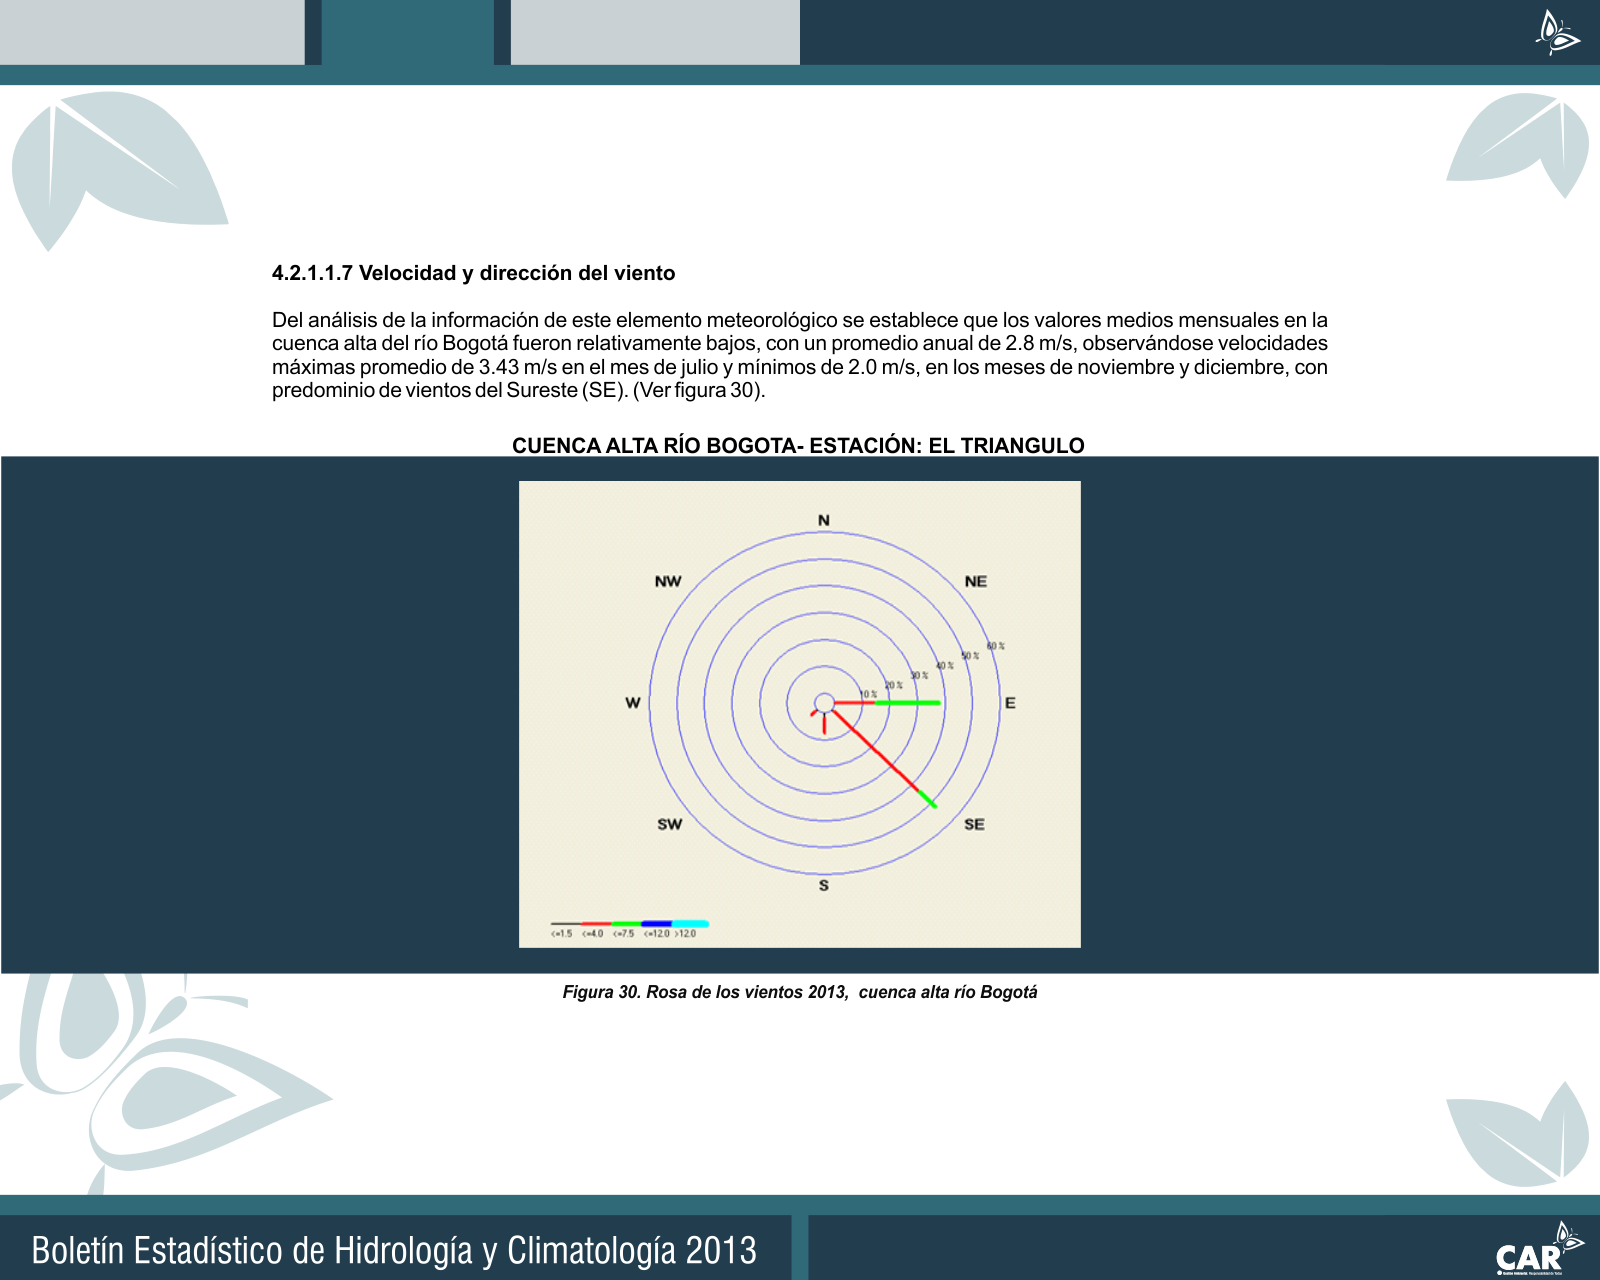 4.2.1.1.7 Velocidad y dirección del viento
Del análisis de la información de este elemento meteorológico se establece que los valores medios mensuales en la
cuenca alta del río Bogotá fueron relativamente bajos, con un promedio anual de 2.8 m/s, observándose velocidades
máximas promedio de 3.43 m/s en el mes de julio y mínimos de 2.0 m/s, en los meses de noviembre y diciembre, con
predominio de vientos del Sureste (SE). (Ver figura 30).
CUENCA ALTA RÍO BOGOTA- ESTACIÓN: EL TRIANGULO
N
NW
NE
60 %
50 %
40 %
30 %
20 %
10 %
W
E
SW
SE
S
<=1.5 <=4.0 <=7.5 <=12.0 >12.0
Figura 30. Rosa de los vientos 2013, cuenca alta río Bogotá
Boletín Estadístico de Hidrología y Climatología 2013
CAR